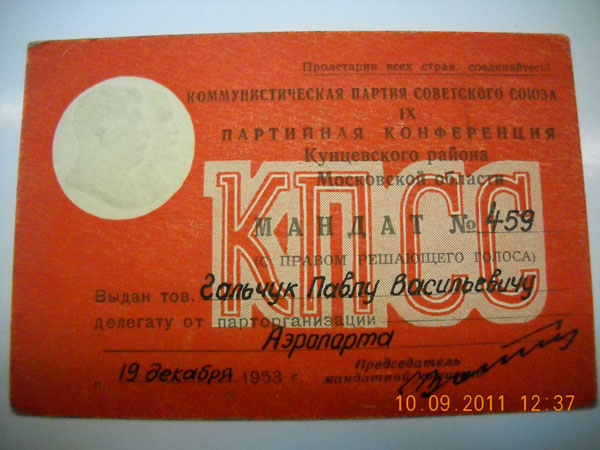 Пролетарии всех стран, соединяйтесь!
КОММУНИСТИЧЕСКАЯ ПАРТИЯ СОВЕТСКОГО СОЮЗА
IX
ПАРТИЙНАЯ КОНФЕРЕНЦИЯ
Кунцевского района
Московской области
КПСС
МАНДАТ № 459
(С ПРАВОМ РЕШАЮЩЕГО ГОЛОСА)
Выдан тов. Гальчук Павлу Васильевичу
делегату от парторганизации
Аэропорта
„ 19 декабря 1953 г.
Председатель
мандатной комиссии
10.09.2011 12:37